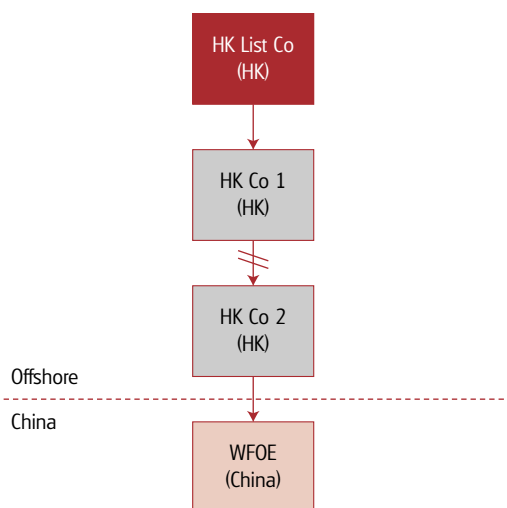 HK List Co
(HK)
HK Co 1
(HK)
HK Co 2
(HK)
Offshore
China
WFOE
(China)